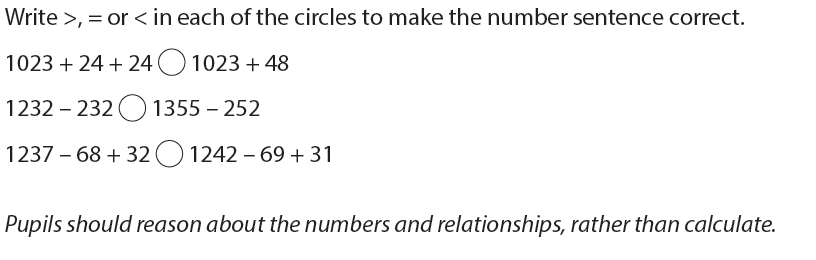 Write >, = or < in each of the circles to make the number sentence correct.
1023 + 24 + 24 ◯ 1023 + 48
1232 – 232 ◯ 1355 – 252
1237 – 68 + 32 ◯ 1242 – 69 + 31
Pupils should reason about the numbers and relationships, rather than calculate.